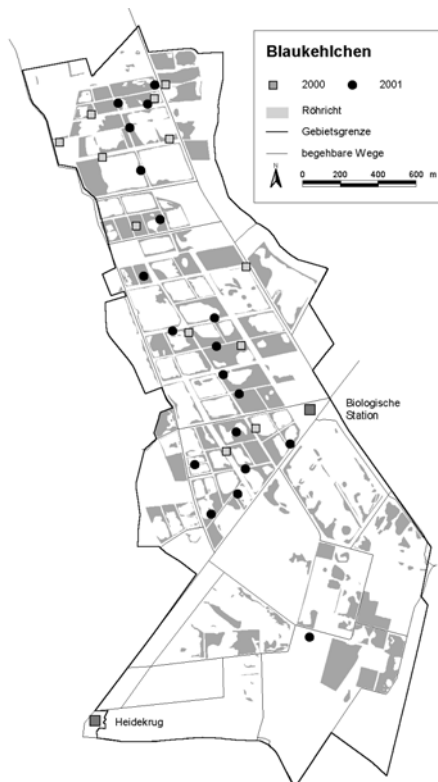 Blaukehlchen
2000 2001
Röhricht
Gebietsgrenze
begehbare Wege
N
0 200 400 600 m
Biologische
Station
Heidekrug